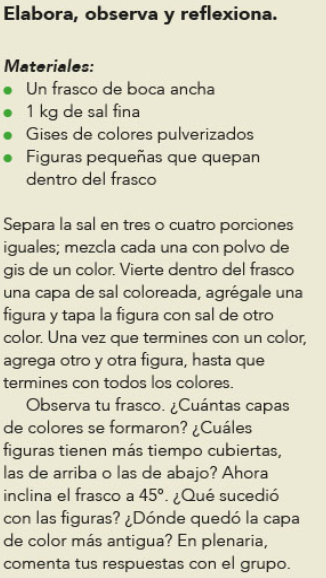 Elabora, observa y reflexiona.
Materiales:
● Un frasco de boca ancha
● 1 kg de sal fina
● Gises de colores pulverizados
● Figuras pequeñas que quepan
dentro del frasco
Separa la sal en tres o cuatro porciones
iguales; mezcla cada una con polvo de
gis de un color. Vierte dentro del frasco
una capa de sal coloreada, agrégale una
figura y tapa la figura con sal de otro
color. Una vez que termines con un color,
agrega otro y otra figura, hasta que
termines con todos los colores.
Observa tu frasco. ¿Cuántas capas
de colores se formaron? ¿Cuáles
figuras tienen más tiempo cubiertas,
las de arriba o las de abajo? Ahora
inclina el frasco a 45°. ¿Qué sucedió
con las figuras? ¿Dónde quedó la capa
de color más antigua? En plenaria,
comenta tus respuestas con el grupo.